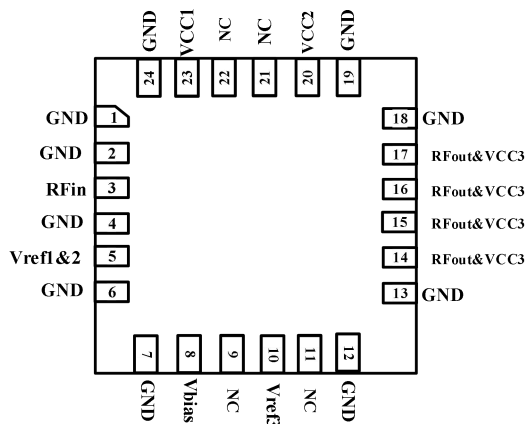 GND VCC1 NC NC VCC2 GND
24 23 22 21 20 19
GND 1
GND 2
RFin 3
GND 4
Vref1&2 5
GND 6
18 GND
17 RFout&VCC3
16 RFout&VCC3
15 RFout&VCC3
14 RFout&VCC3
13 GND
7 8 9 10 11 12
GND Vbias NC Vref3 NC GND